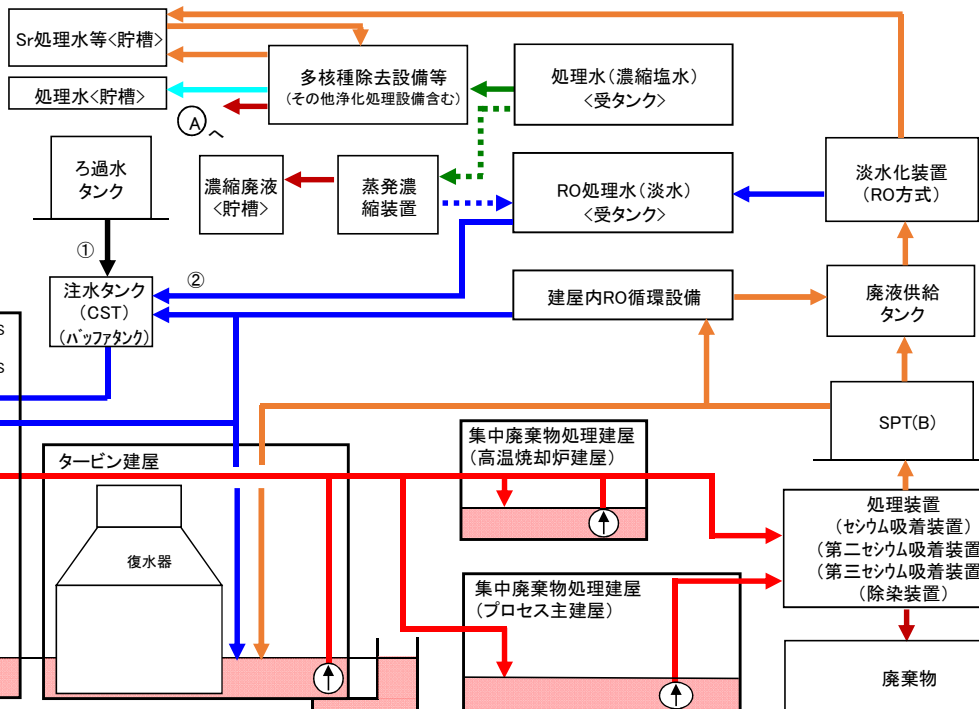 Sr処理水等<貯槽>
処理水<貯槽>
多核種除去設備等
(その他浄化処理設備含む)
処理水(濃縮塩水)
<受タンク>
Ⓐへ
ろ過水
タンク
濃縮廃液
<貯槽>
蒸発濃
縮装置
RO処理水(淡水)
<受タンク>
淡水化装置
(RO方式)
①
②
注水タンク
(CST)
(バッファタンク)
建屋内RO循環設備
廃液供給
タンク
S
S
SPT(B)
タービン建屋
復水器
集中廃棄物処理建屋
(高温焼却炉建屋)
集中廃棄物処理建屋
(プロセス主建屋)
処理装置
(セシウム吸着装置)
(第二セシウム吸着装置
(第三セシウム吸着装置
(除染装置)
廃棄物